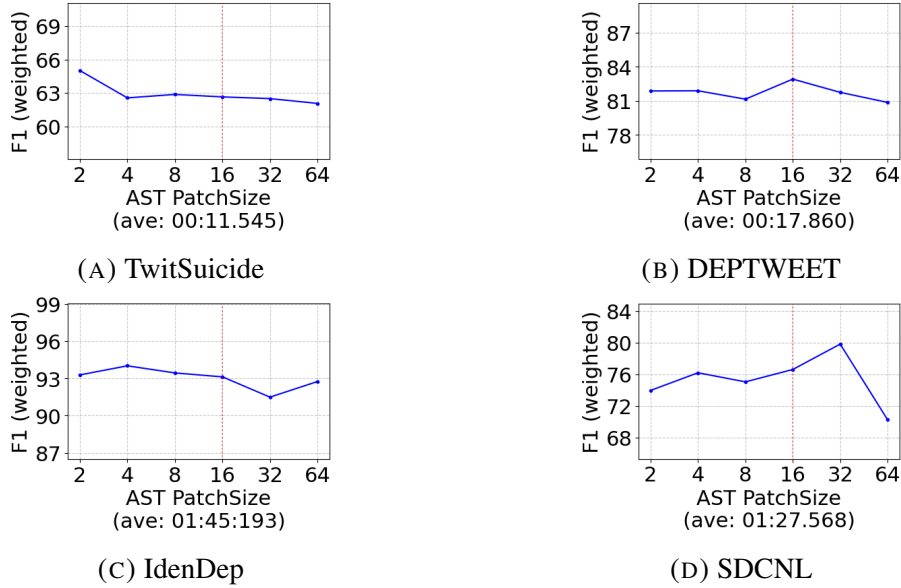 69
66
63
60
F1 (weighted)
2 4 8 16 32 64
AST PatchSize
(ave: 00:11.545)
(A) TwitSuicide
87
84
81
78
F1 (weighted)
2 4 8 16 32 64
AST PatchSize
(ave: 00:17.860)
(B) DEPTWEET
99
96
93
90
87
F1 (weighted)
2 4 8 16 32 64
AST PatchSize
(ave: 01:45:193)
(C) IdenDep
84
80
76
72
68
F1 (weighted)
2 4 8 16 32 64
AST PatchSize
(ave: 01:27.568)
(D) SDCNL